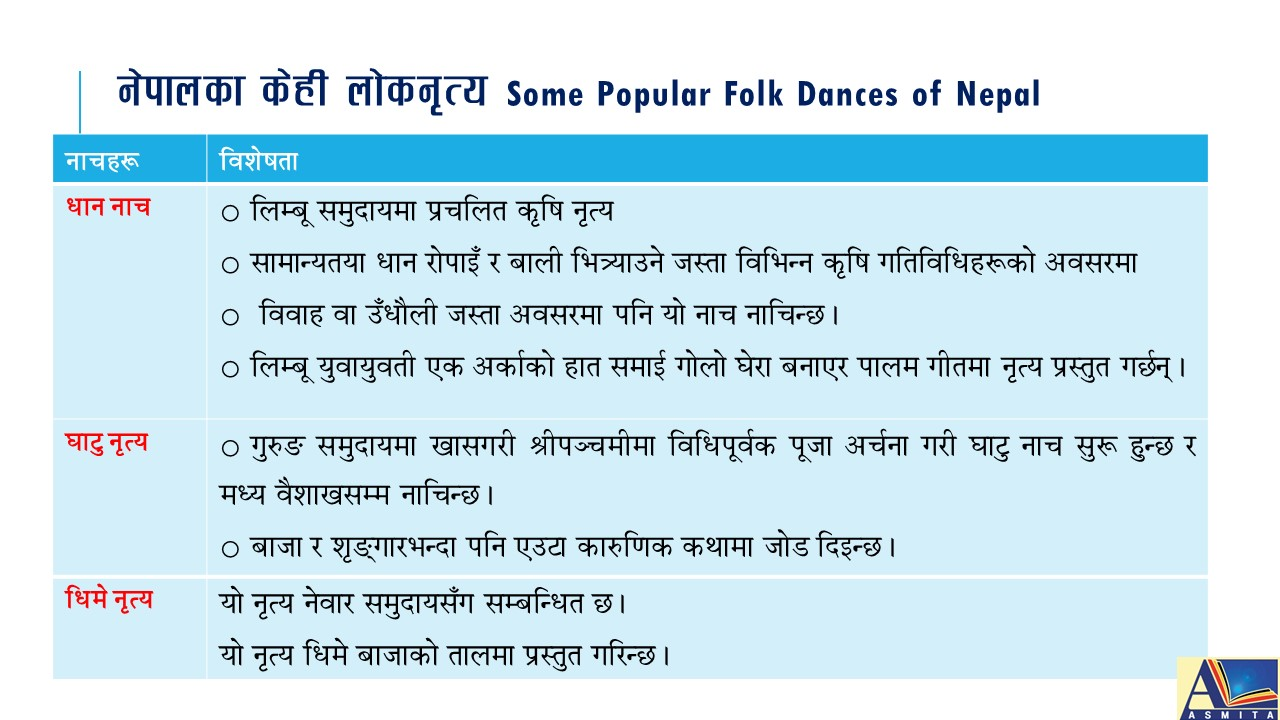 नेपालका केही लोकनृत्य Some Popular Folk Dances of Nepal
नाचहरू
विशेषता
धान नाच
o लिम्बू समुदायमा प्रचलित कृषि नृत्य
o सामान्यतया धान रोपाइँ र बाली भित्र्याउने जस्ता विभिन्न कृषि गतिविधिहरूको अवसरमा
o विवाह वा उँधौली जस्ता अवसरमा पनि यो नाच नाचिन्छ।
o लिम्बू युवायुवती एक अर्काको हात समाई गोलो घेरा बनाएर पालम गीतमा नृत्य प्रस्तुत गर्छन्।
घाटु नृत्य
o गुरुङ समुदायमा खासगरी श्रीपञ्चमीमा विधिपूर्वक पूजा अर्चना गरी घाटु नाच सुरू हुन्छ र
मध्य वैशाखसम्म नाचिन्छ।
o बाजा र शृङ्गारभन्दा पनि एउटा कारुणिक कथामा जोड दिइन्छ।
धिमे नृत्य
यो नृत्य नेवार समुदायसँग सम्बन्धित छ।
यो नृत्य धिमे बाजाको तालमा प्रस्तुत गरिन्छ।
ASMITA